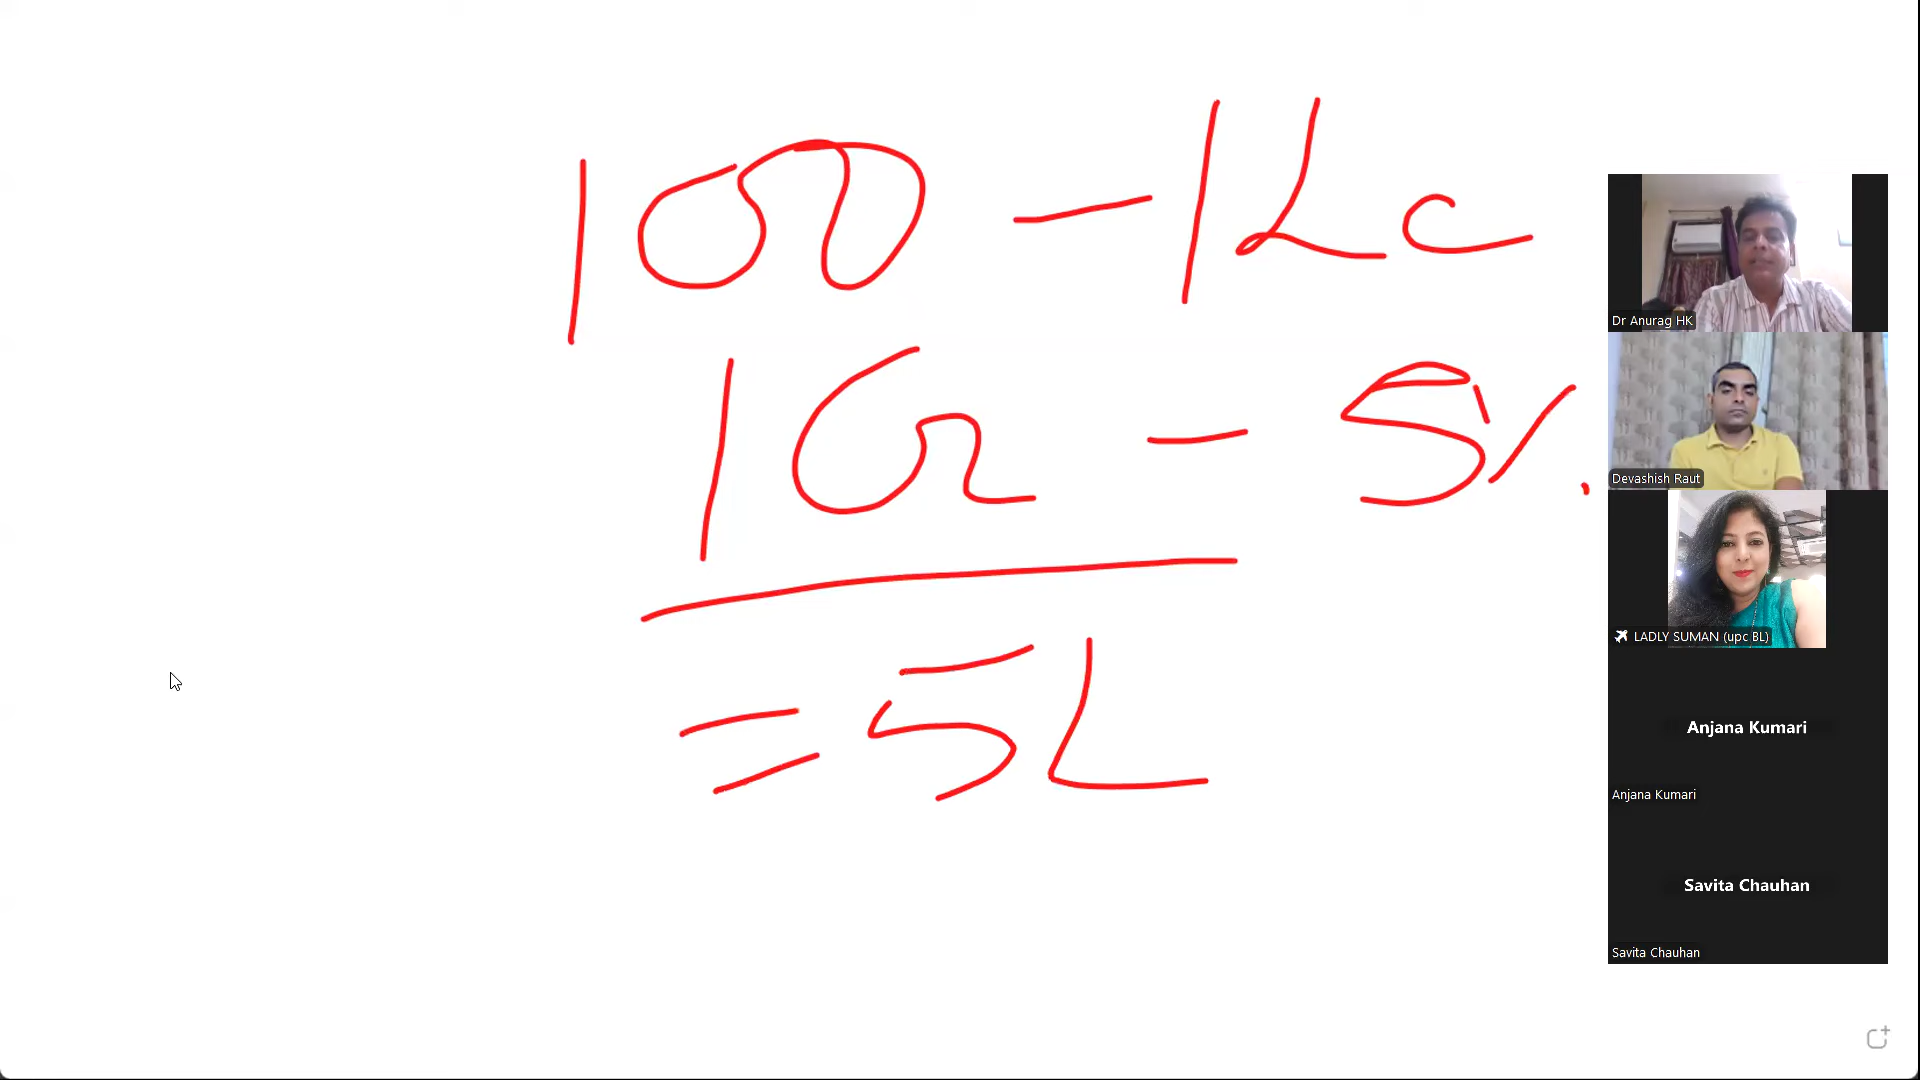 100 - 1Lc
1Cr - 5%.
= 5L
Dr Anurag HK
Devashish Raut
LADLY SUMAN (upc BL)
Anjana Kumari
Anjana Kumari
Savita Chauhan
Savita Chauhan